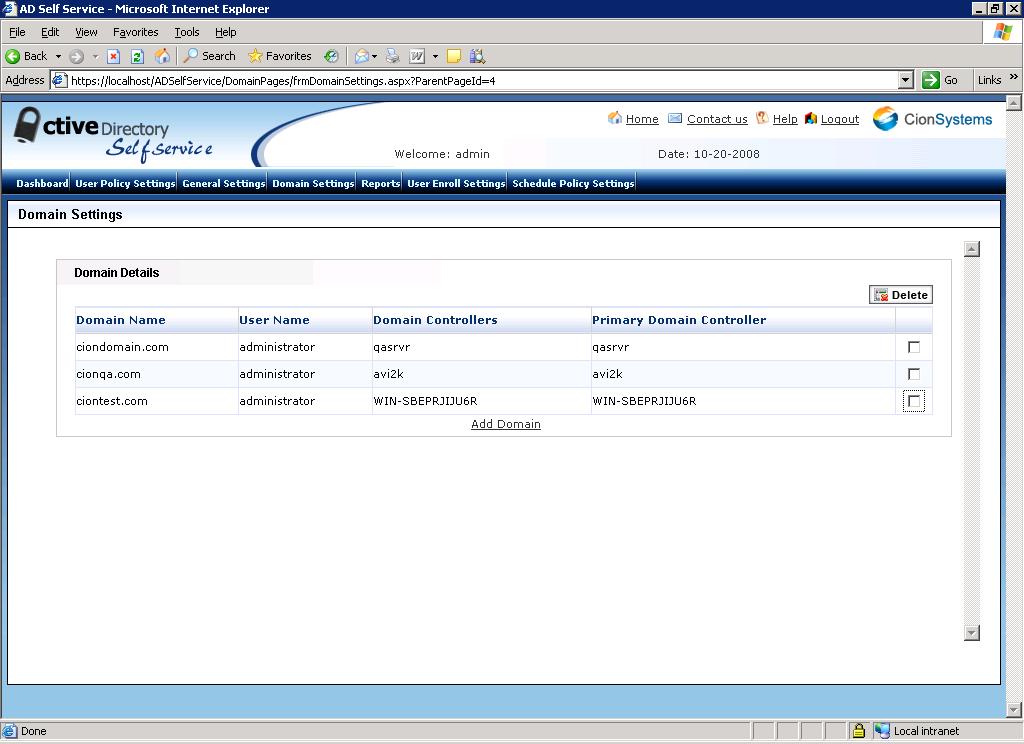 AD Self Service - Microsoft Internet Explorer
File Edit View Favorites Tools Help
Back Search Favorites
Address https://localhost/ADSelfService/DomainPages/frmDomainSettings.aspx?ParentPageId=4 Go Links »
ctive Directory
Self Service
Home Contact us Help Logout CionSystems
Welcome: admin Date: 10-20-2008
Dashboard User Policy Settings General Settings Domain Settings Reports User Enroll Settings Schedule Policy Settings
Domain Settings
Domain Details
Delete
Domain Name User Name Domain Controllers Primary Domain Controller
ciondomain.com administrator qasrvr qasrvr
cionqa.com administrator avi2k avi2k
ciontest.com administrator WIN-SBEPRJIJU6R WIN-SBEPRJIJU6R
Add Domain
Done Local intranet